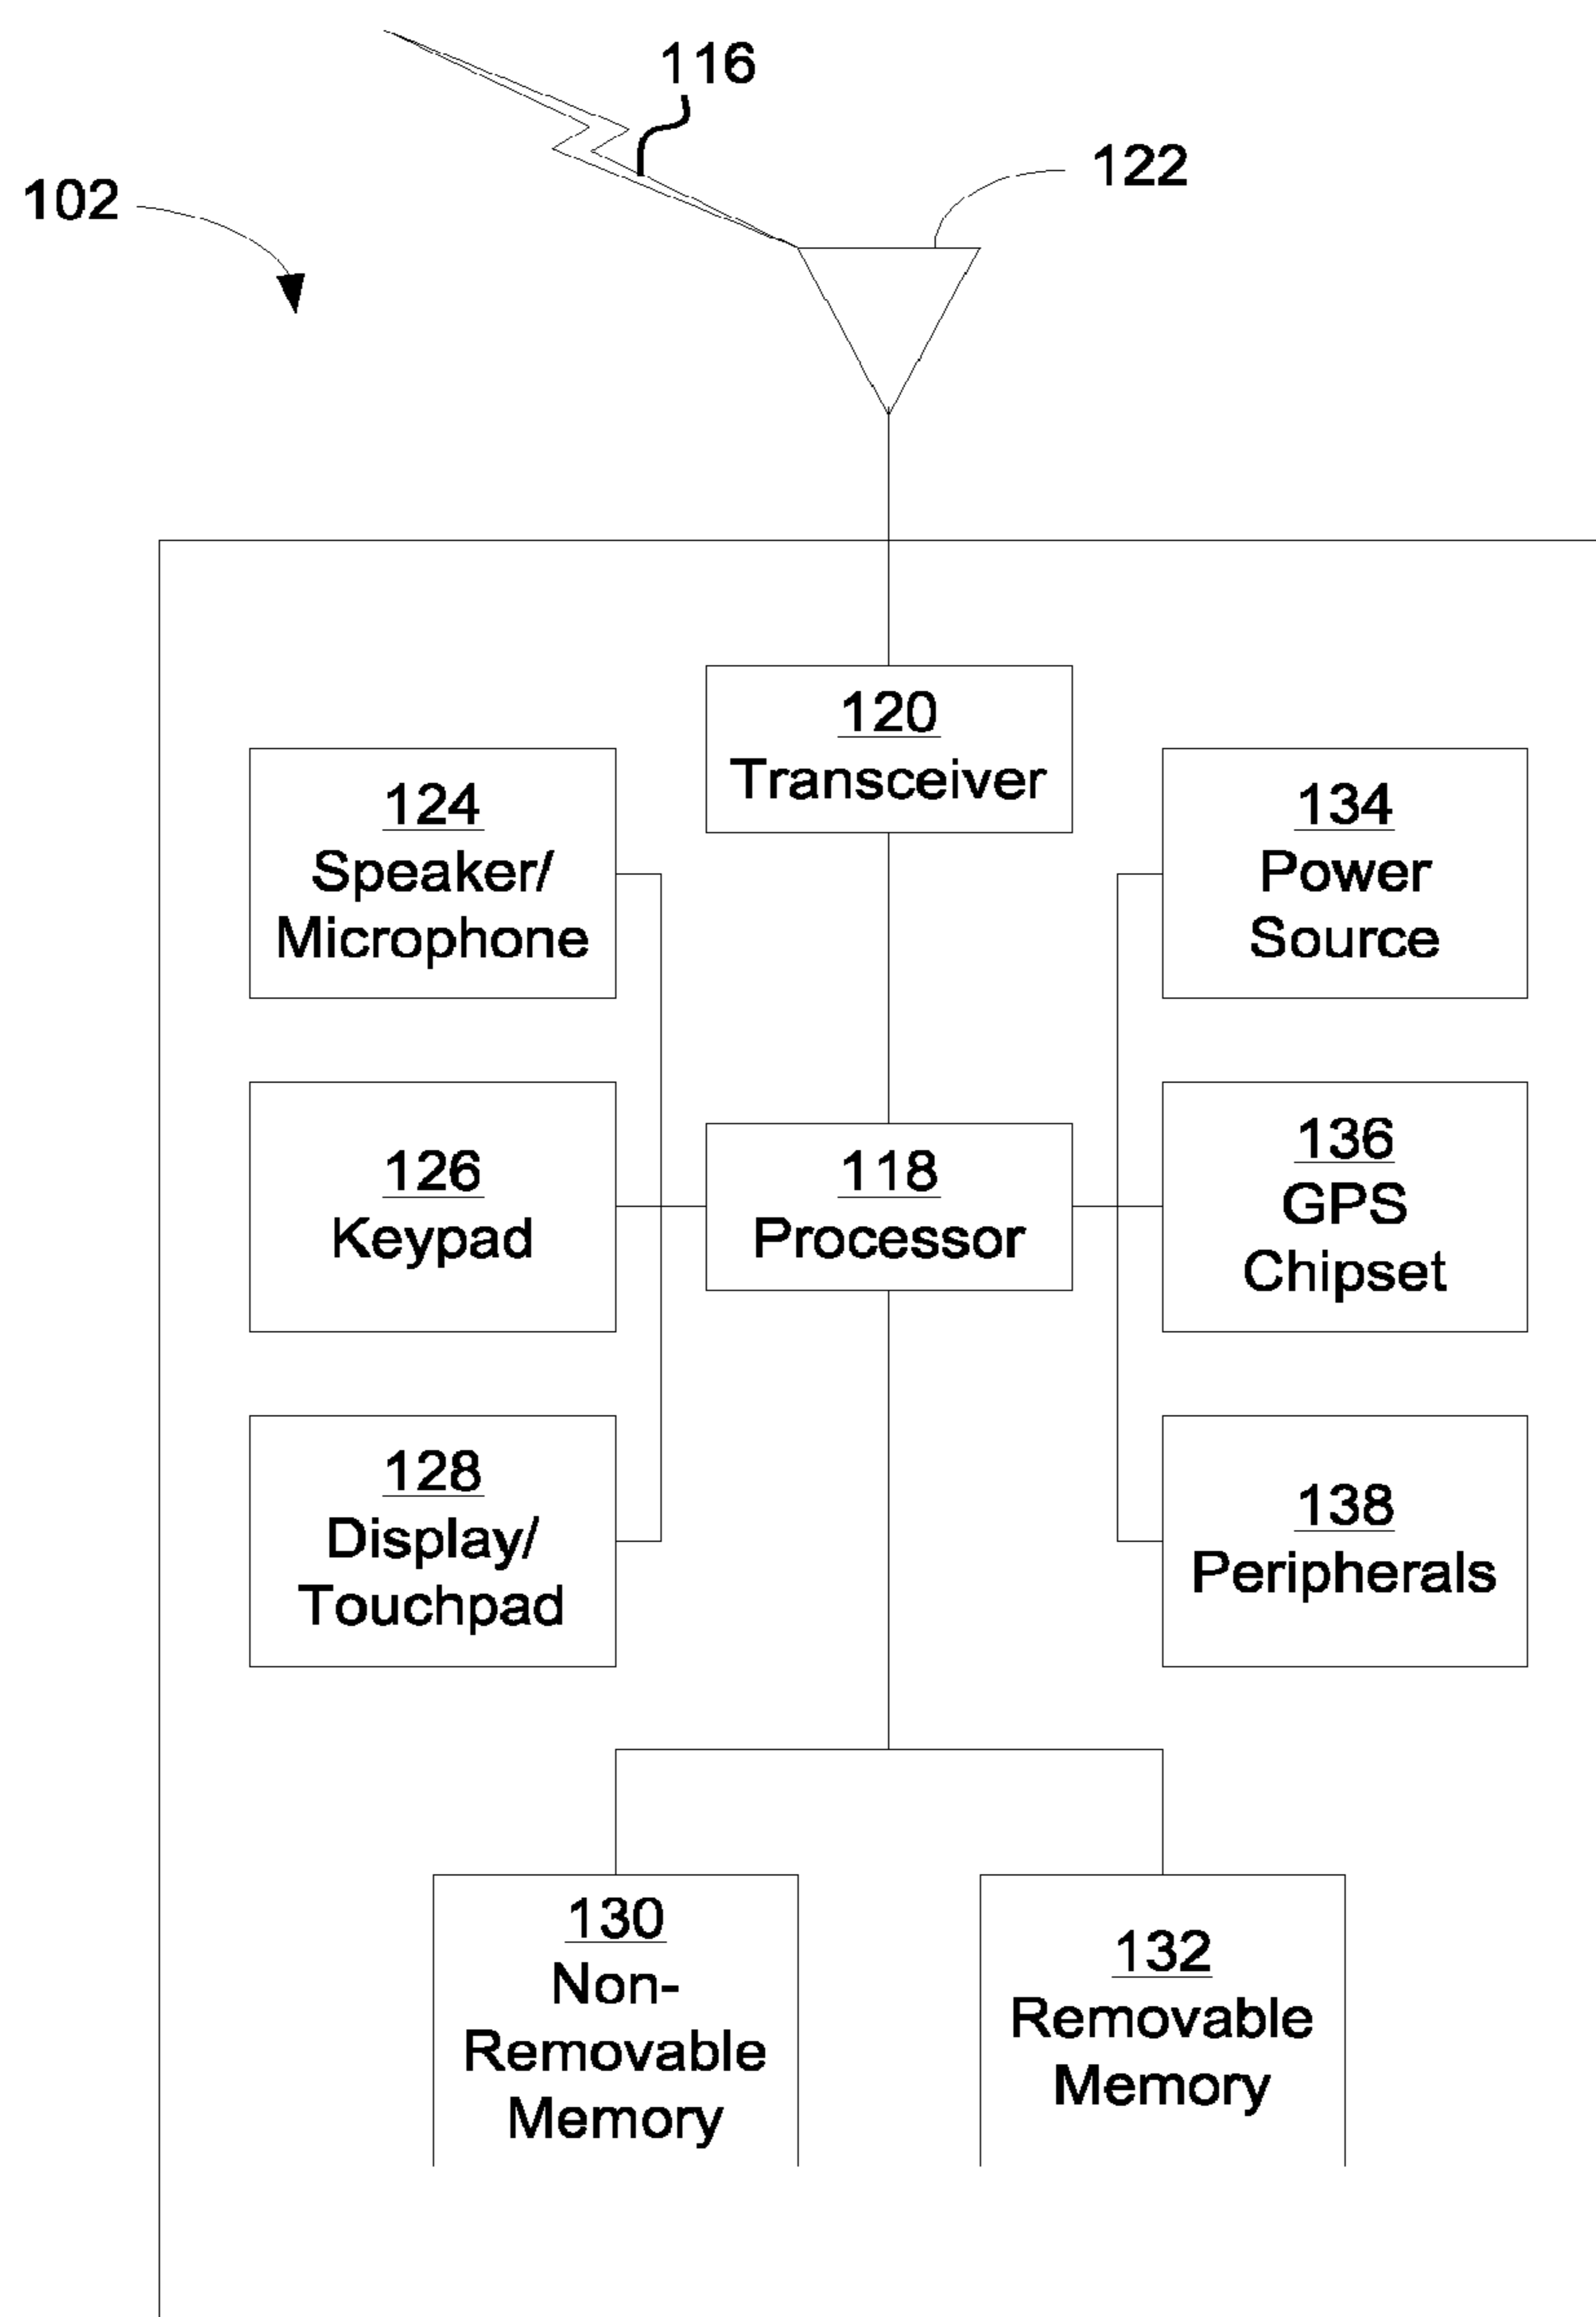 116
122
102
120
Transceiver
124
Speaker/
Microphone
134
Power
Source
126
Keypad
118
Processor
136
GPS
Chipset
128
Display/
Touchpad
138
Peripherals
130
Non-
Removable
Memory
132
Removable
Memory